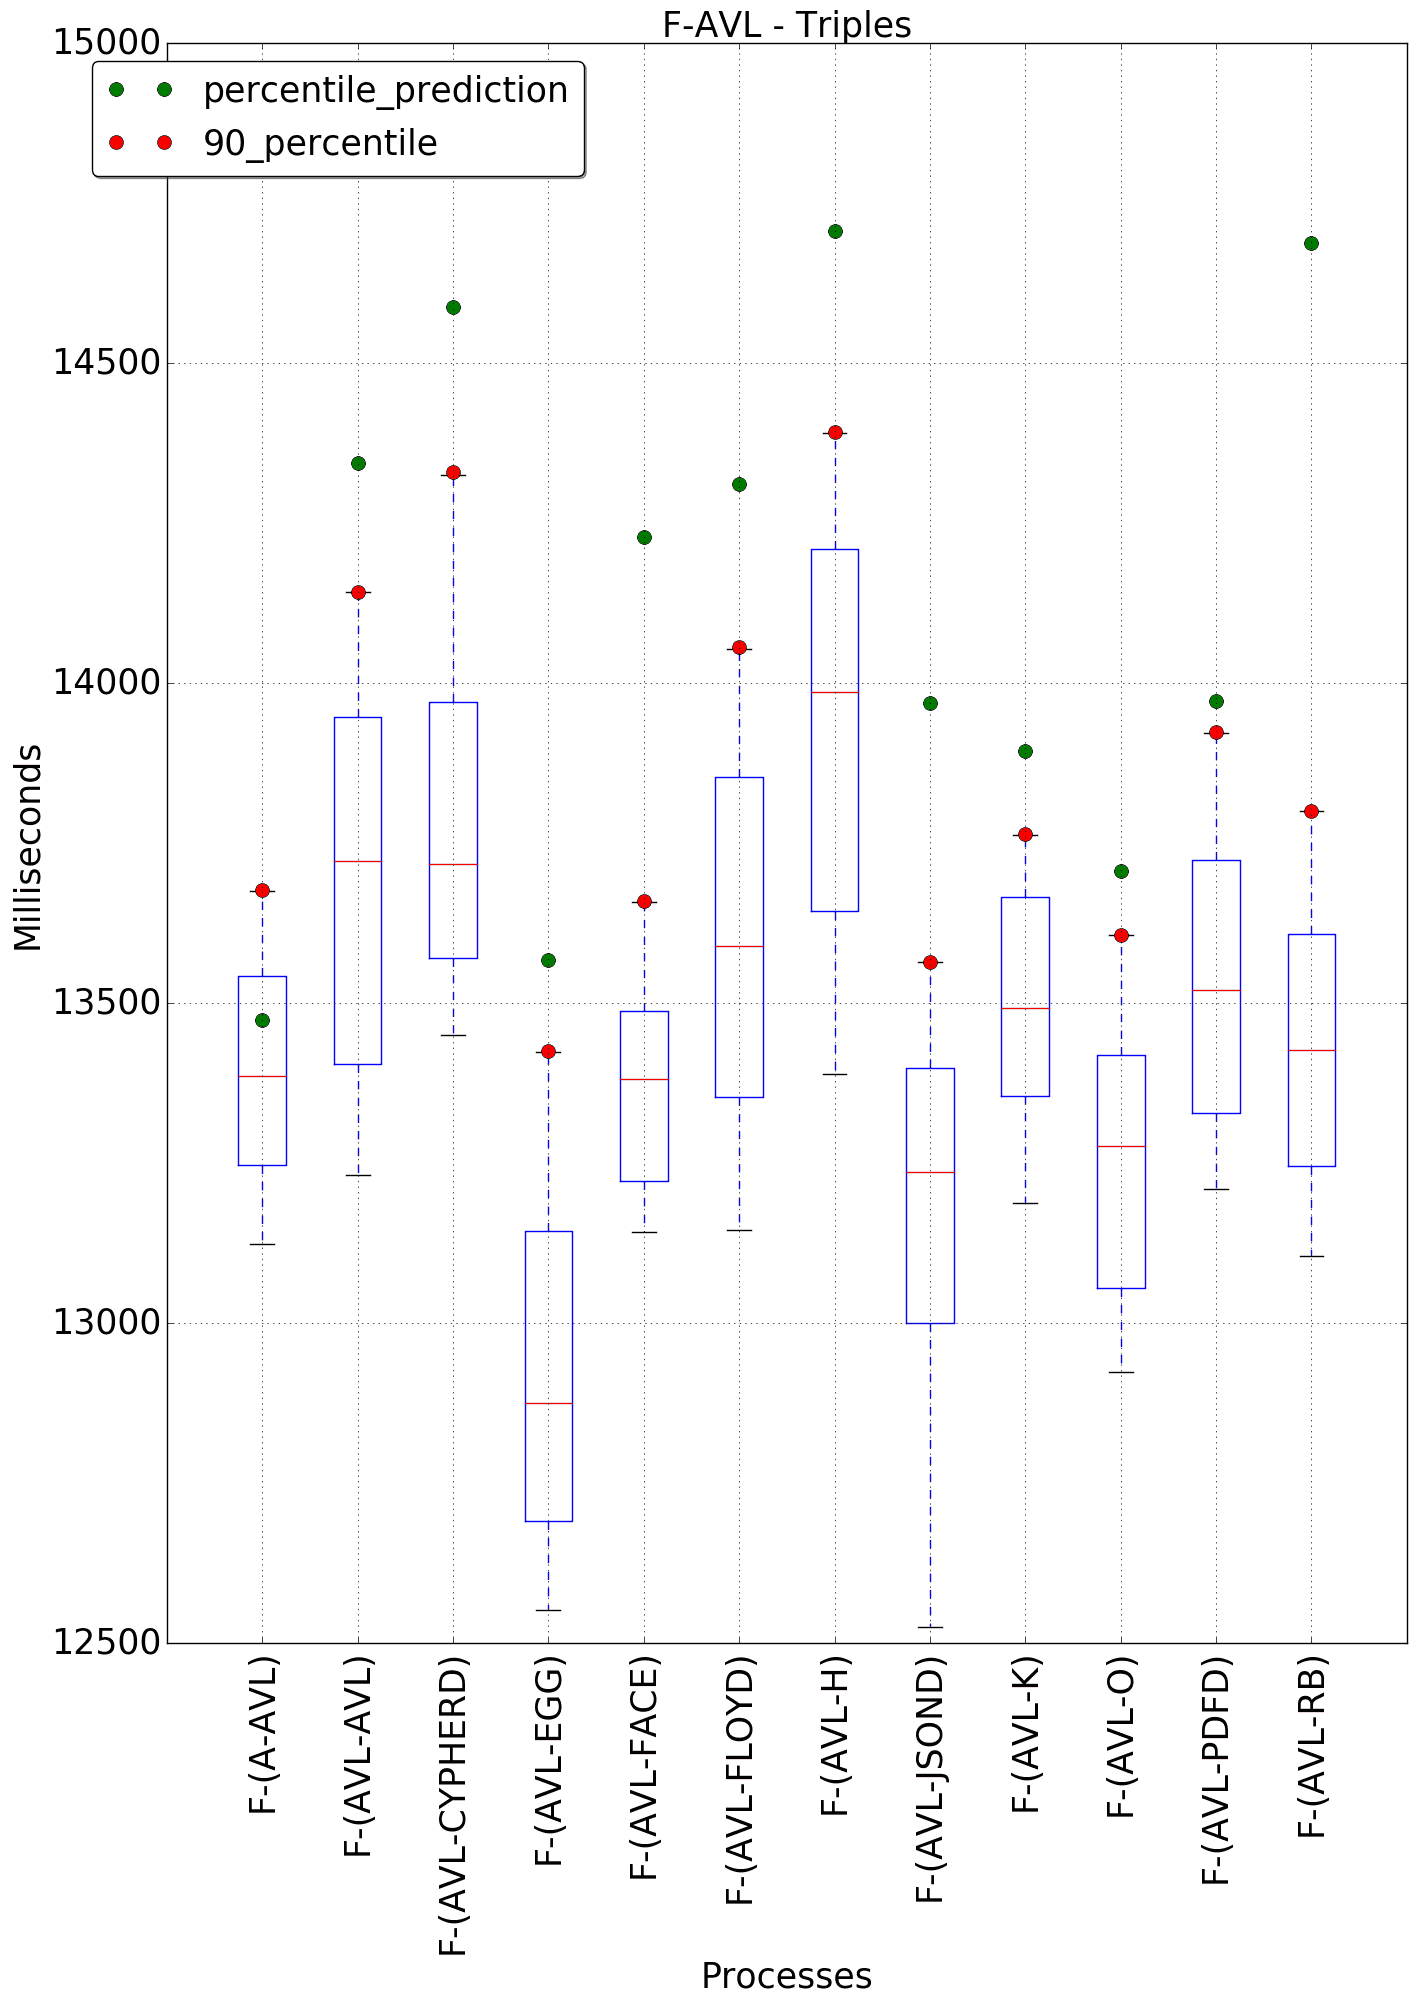 F-AVL - Triples
percentile_prediction
90_percentile
15000
14500
14000
13500
13000
12500
Milliseconds
F-(A-AVL)
F-(AVL-AVL)
F-(AVL-CYPHERD)
F-(AVL-EGG)
F-(AVL-FACE)
F-(AVL-FLOYD)
F-(AVL-H)
F-(AVL-JSOND)
F-(AVL-K)
F-(AVL-O)
F-(AVL-PDFD)
F-(AVL-RB)
Processes